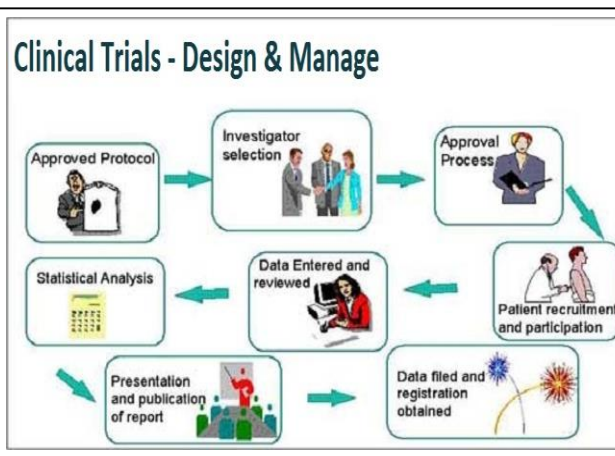 Clinical Trials - Design & Manage
Approved Protocol
Investigator
selection
Approval
Process
Patient recruitment
and participation
Data Entered and
reviewed
Statistical Analysis
Presentation
and publication
of report
Data filed and
registration
obtained